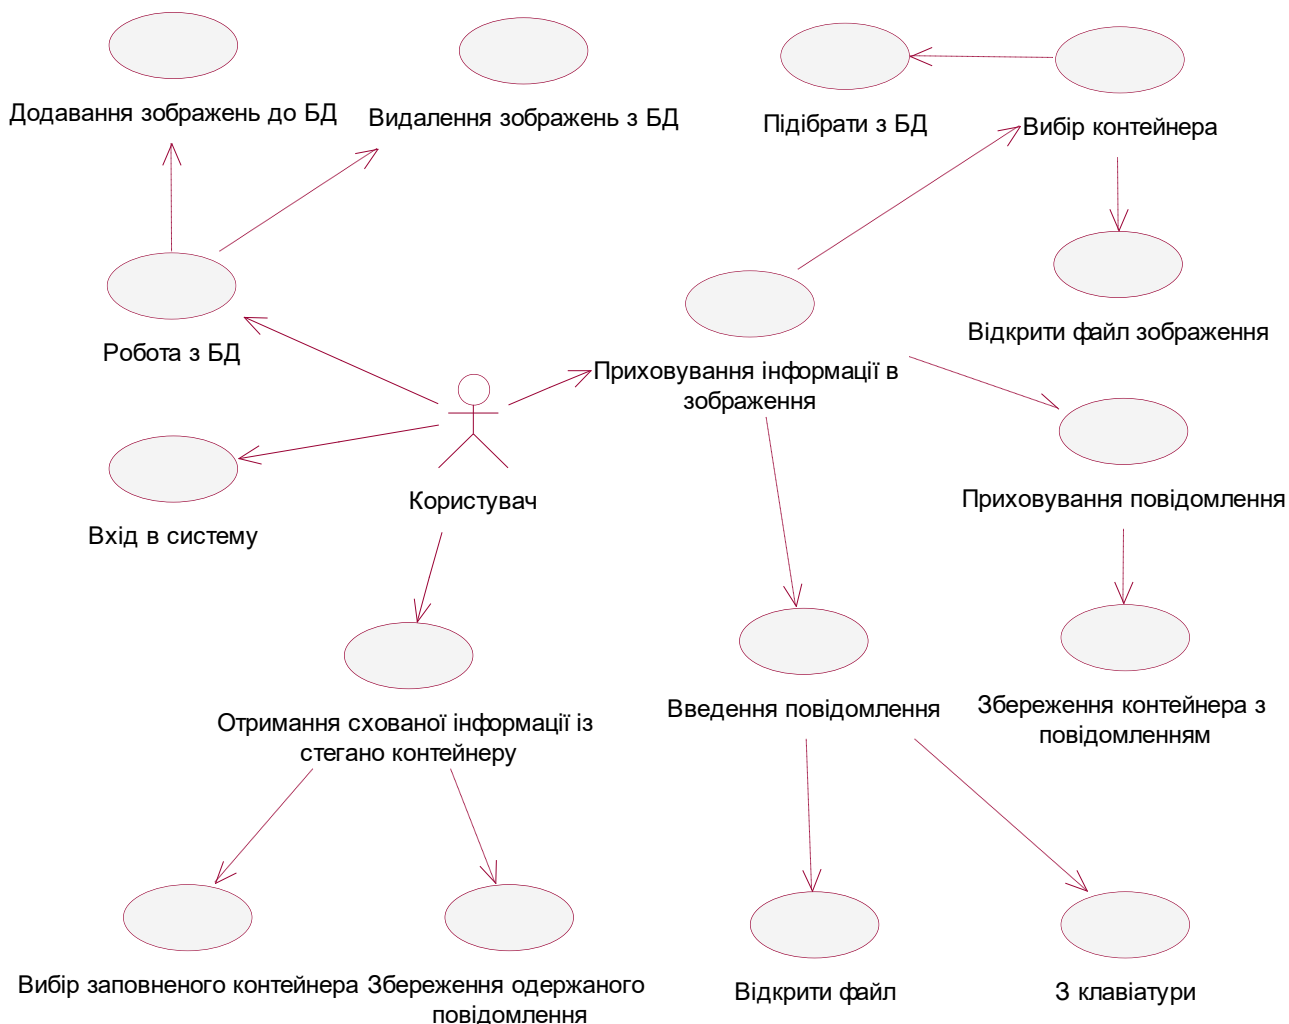 Додавання зображень до БД
Видалення зображень з БД
Підібрати з БД
Вибір контейнера
Робота з БД
Відкрити файл зображення
Приховування інформації в
зображення
Користувач
Вхід в систему
Приховування повідомлення
Отримання схованої інформації із
стегано контейнеру
Введення повідомлення
Збереження контейнера з
повідомленням
Вибір заповненого контейнера
Збереження одержаного
повідомлення
Відкрити файл
З клавіатури